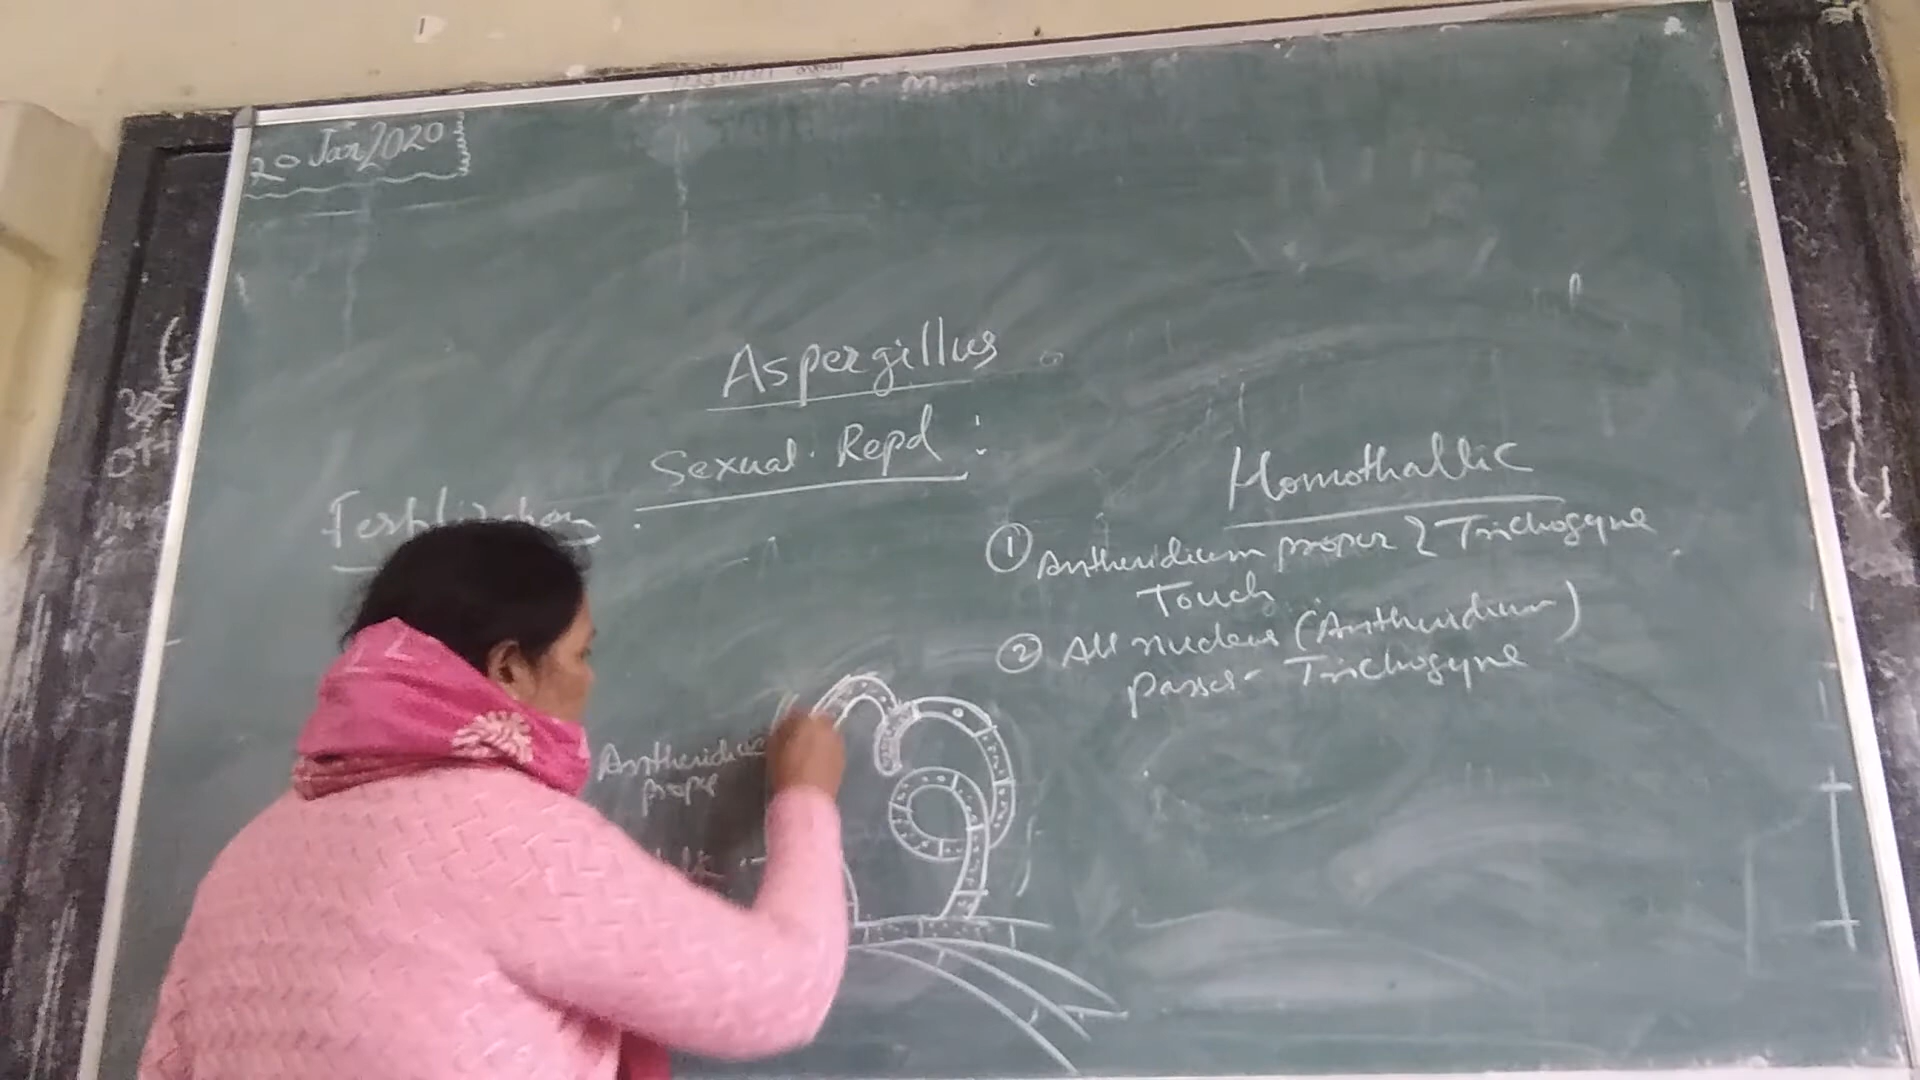 20 Jan 2020
Aspergillus
Sexual. Repd :
Homothallic
① Antheridium proper & Trichogyne
Touch
② All nucleus (Antheridium)
passes - Trichogyne
Antheridium
proper